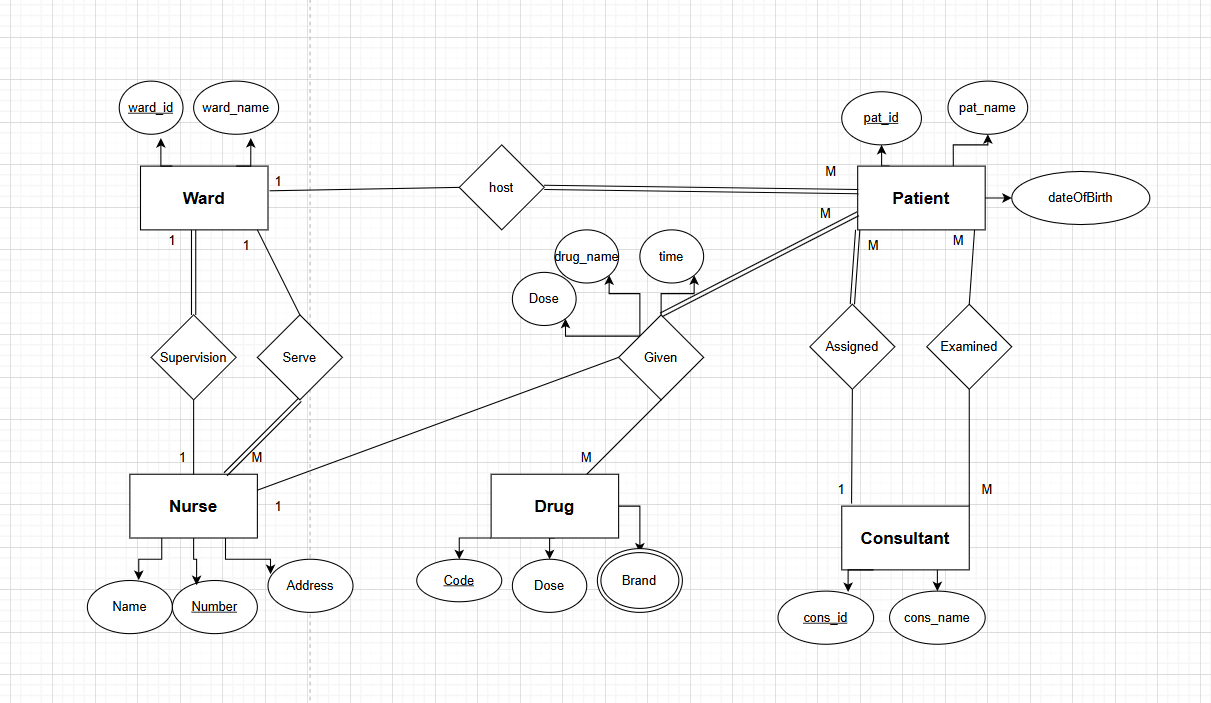 ward_id
ward_name
pat_id
pat_name
Ward
1
host
M
Patient
dateOfBirth
M
1
1
M
M
drug_name
time
Dose
Supervision
Serve
Given
Assigned
Examined
1
M
M
1
M
Nurse
1
Drug
Consultant
Name
Number
Address
Code
Dose
Brand
cons_id
cons_name